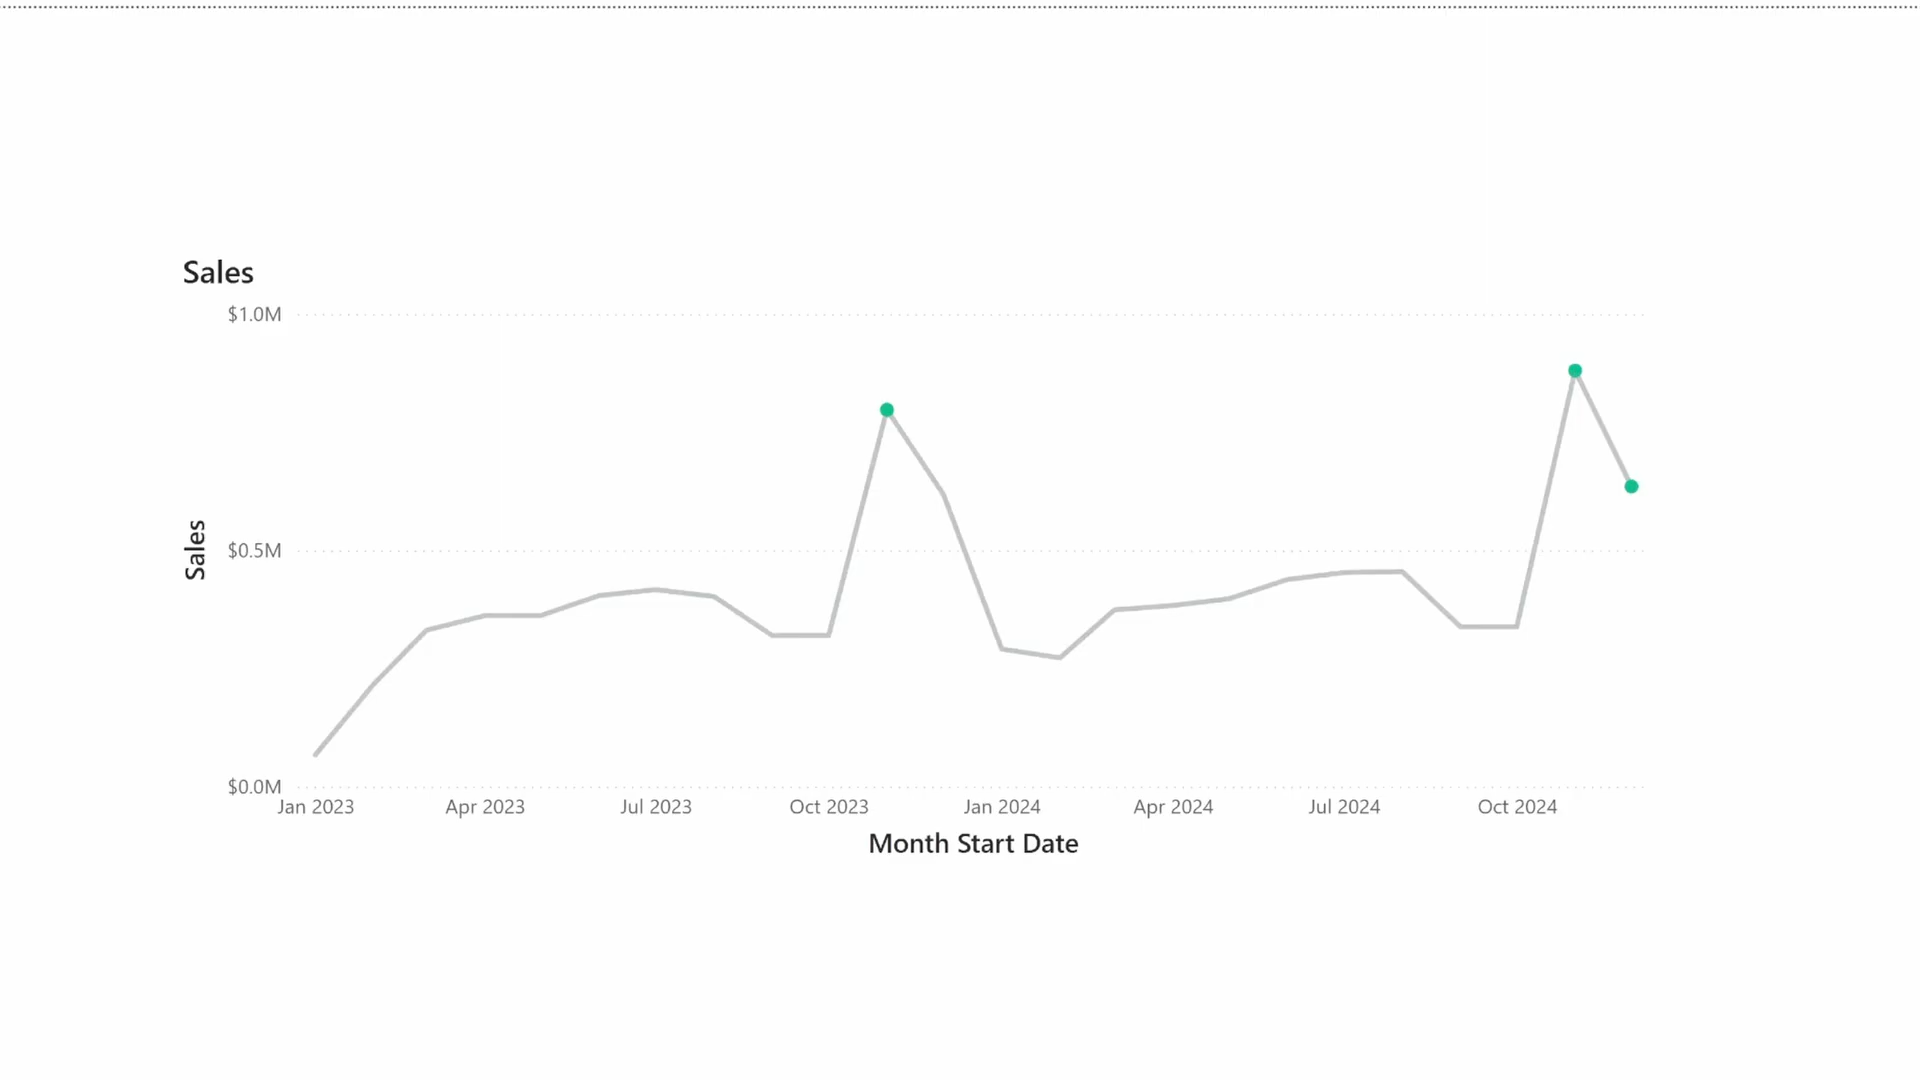 Sales
$1.0M
$0.5M
$0.0M
Sales
Jan 2023 Apr 2023 Jul 2023 Oct 2023 Jan 2024 Apr 2024 Jul 2024 Oct 2024
Month Start Date